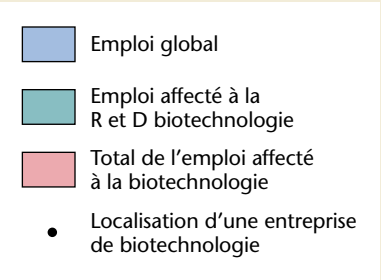 Emploi global
Emploi affecté à la
R et D biotechnologie
Total de l'emploi affecté
à la biotechnologie
Localisation d'une entreprise
de biotechnologie